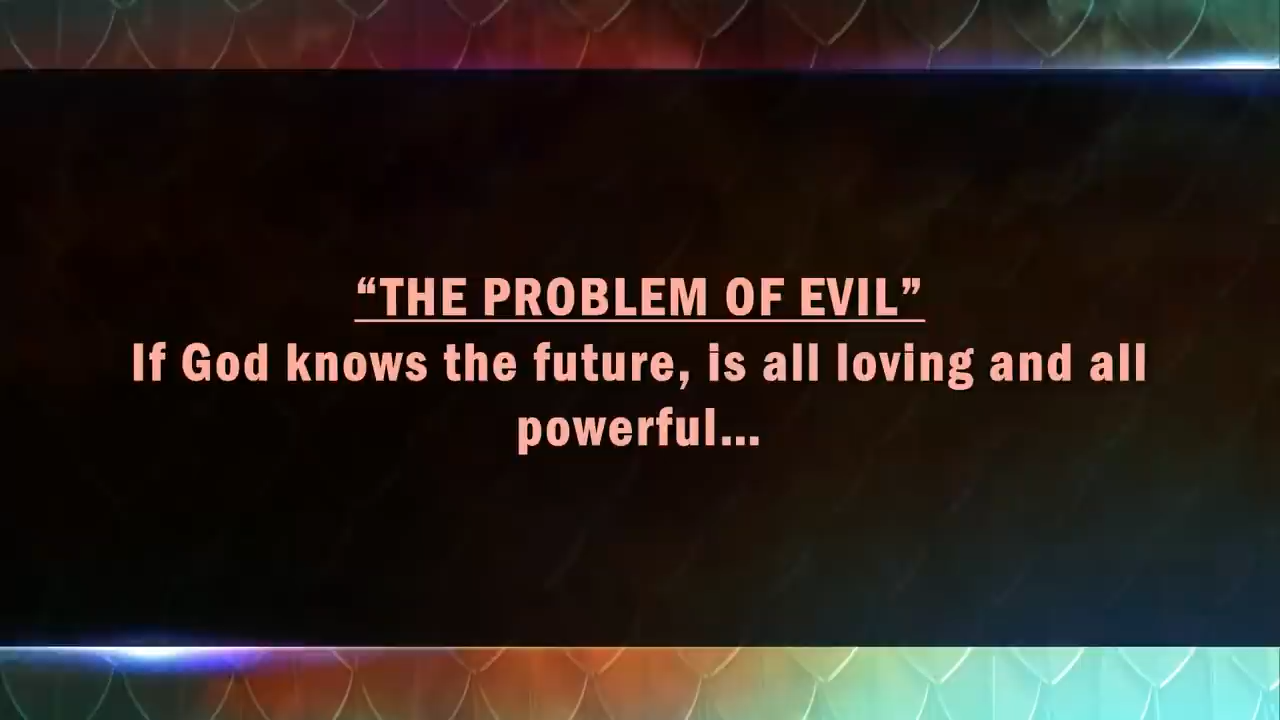 “THE PROBLEM OF EVIL”
If God knows the future, is all loving and all
powerful...